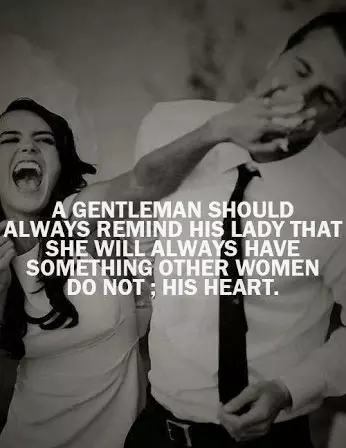 A GENTLEMAN SHOULD
ALWAYS REMIND HIS LADY THAT
SHE WILL ALWAYS HAVE
SOMETHING OTHER WOMEN
DO NOT ; HIS HEART.